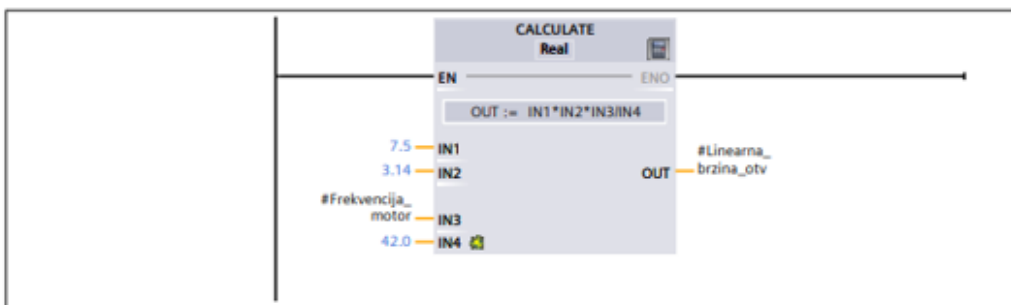 CALCULATE
Real
EN
ENO
OUT := IN1*IN2*IN3/IN4
7.5
IN1
3.14
IN2
OUT
#Linearna_
brzina_otv
#Frekvencija_
motor
IN3
42.0
IN4